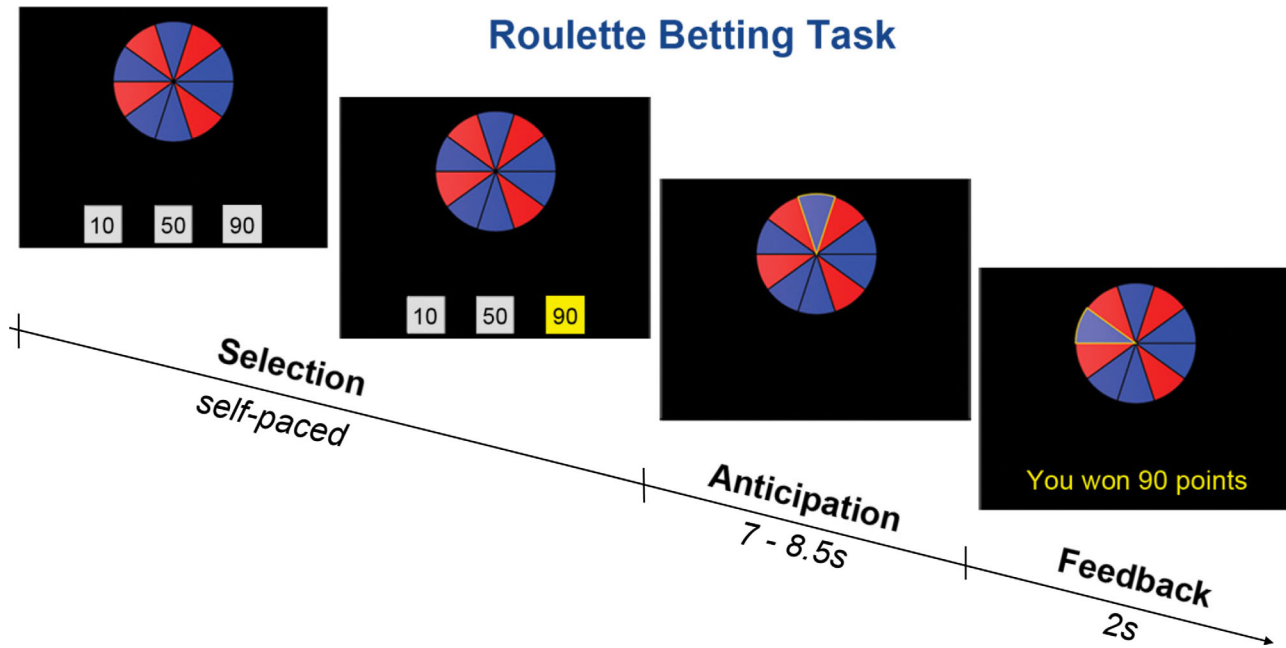 Roulette Betting Task
10 50 90
10 50 90
You won 90 points
Selection
self-paced
Anticipation
7 - 8.5s
Feedback
2s